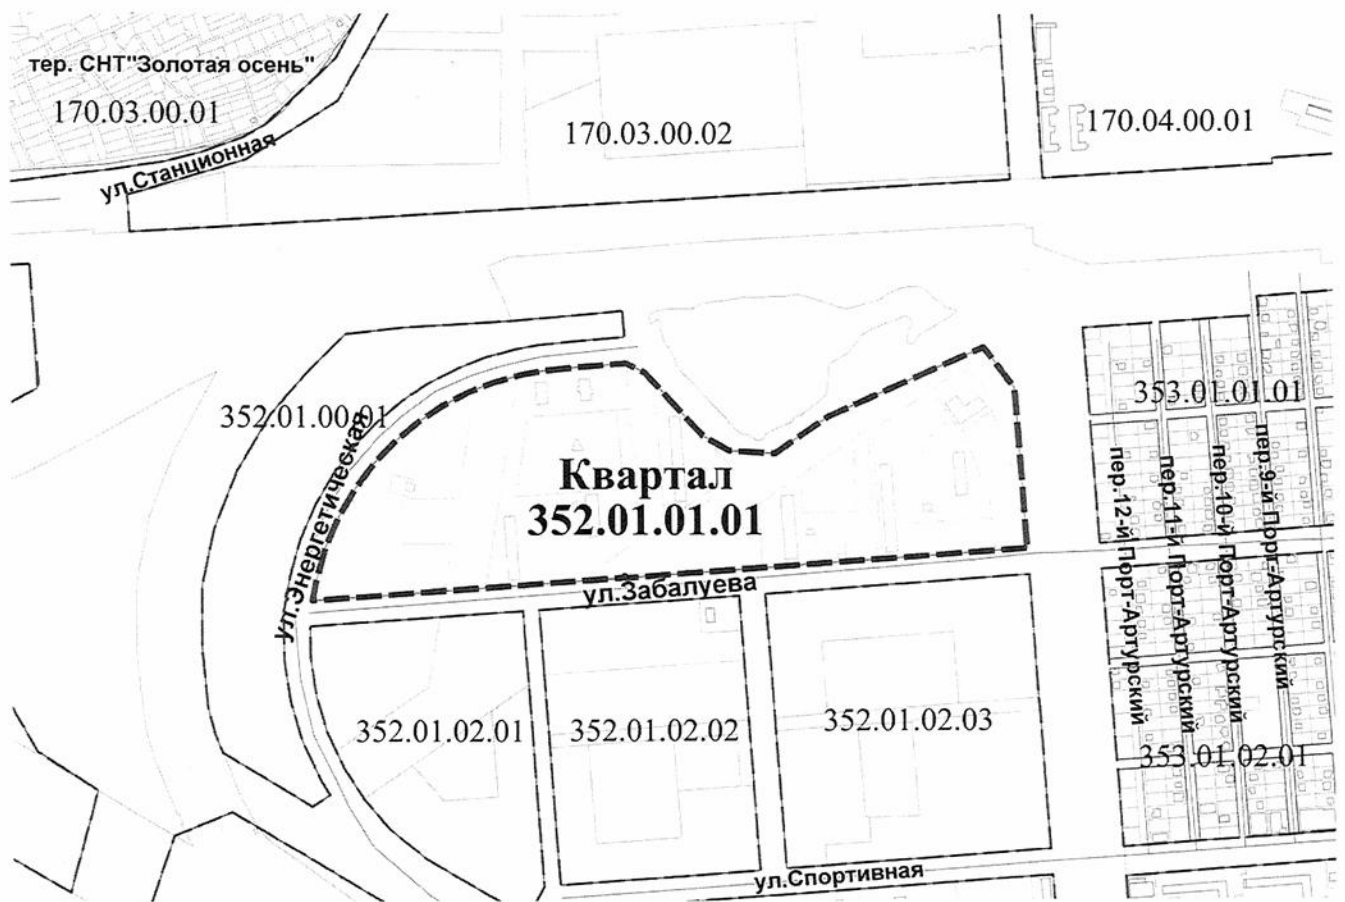 тер. СНТ"Золотая осень"
170.03.00.01
170.03.00.02
170.04.00.01
ул.Станционная
352.01.00.01
353.01.01.01
ул.Энергетическая
Квартал
352.01.01.01
пер.12-й Порт-Артурский
пер.11-й Порт-Артурский
пер.10-й Порт-Артурский
пер.9-й Порт-Артурский
ул.Забалуева
352.01.02.01
352.01.02.02
352.01.02.03
353.01.02.01
ул.Спортивная